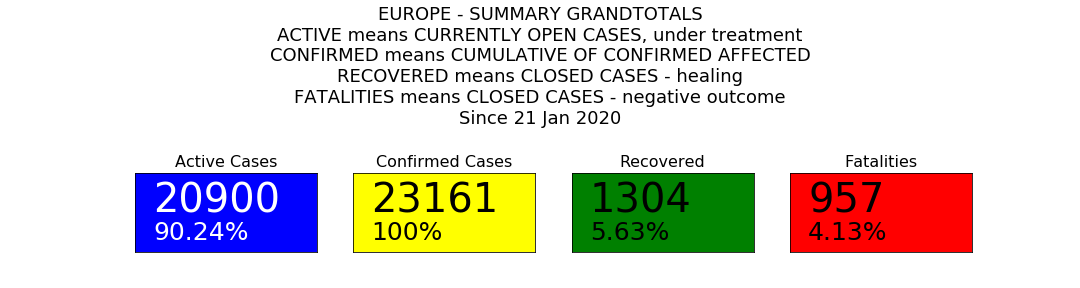 EUROPE - SUMMARY GRANDTOTALS
ACTIVE means CURRENTLY OPEN CASES, under treatment
CONFIRMED means CUMULATIVE OF CONFIRMED AFFECTED
RECOVERED means CLOSED CASES - healing
FATALITIES means CLOSED CASES - negative outcome
Since 21 Jan 2020
Active Cases
20900
90.24%
Confirmed Cases
23161
100%
Recovered
1304
5.63%
Fatalities
957
4.13%